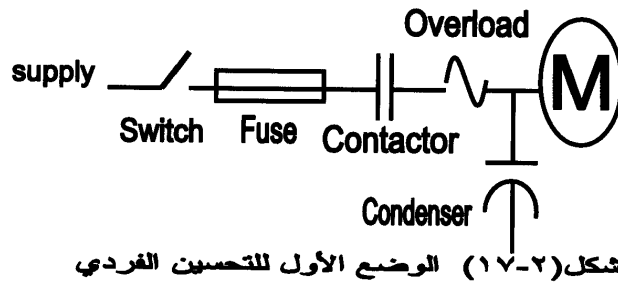 Overload
supply
M
Switch
Fuse
Contactor
Condenser
شكل(٢-١٧) الوضع الأول للتحسين الفردي